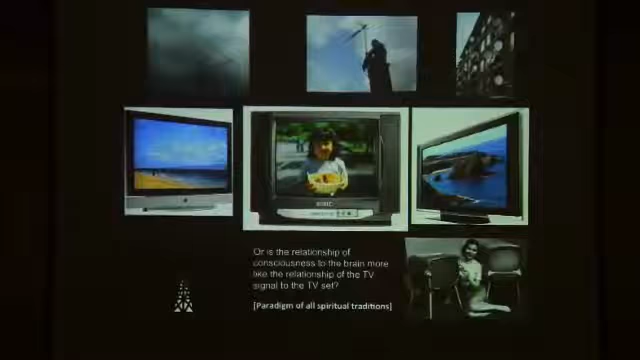 Or is the relationship of
consciousness to the brain more
like the relationship of the TV
signal to the TV set?
[Paradigm of all spiritual traditions]